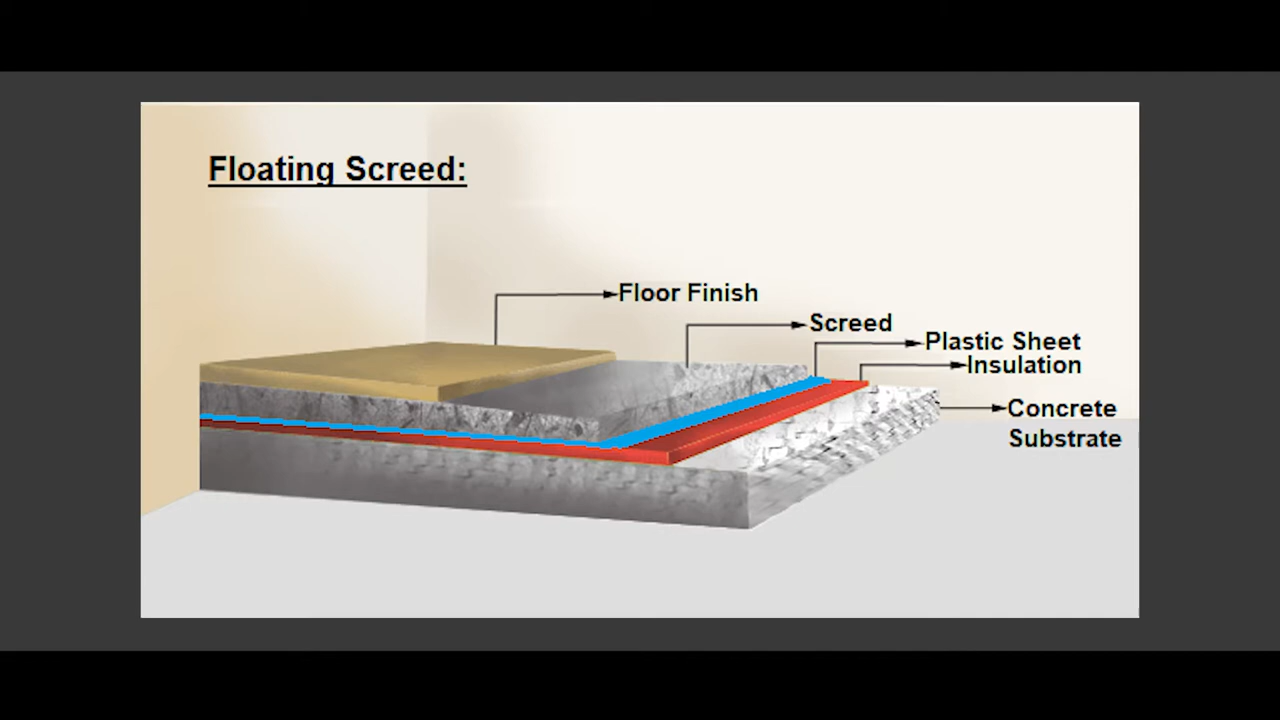 Floating Screed:
Floor Finish
Screed
Plastic Sheet
Insulation
Concrete
Substrate